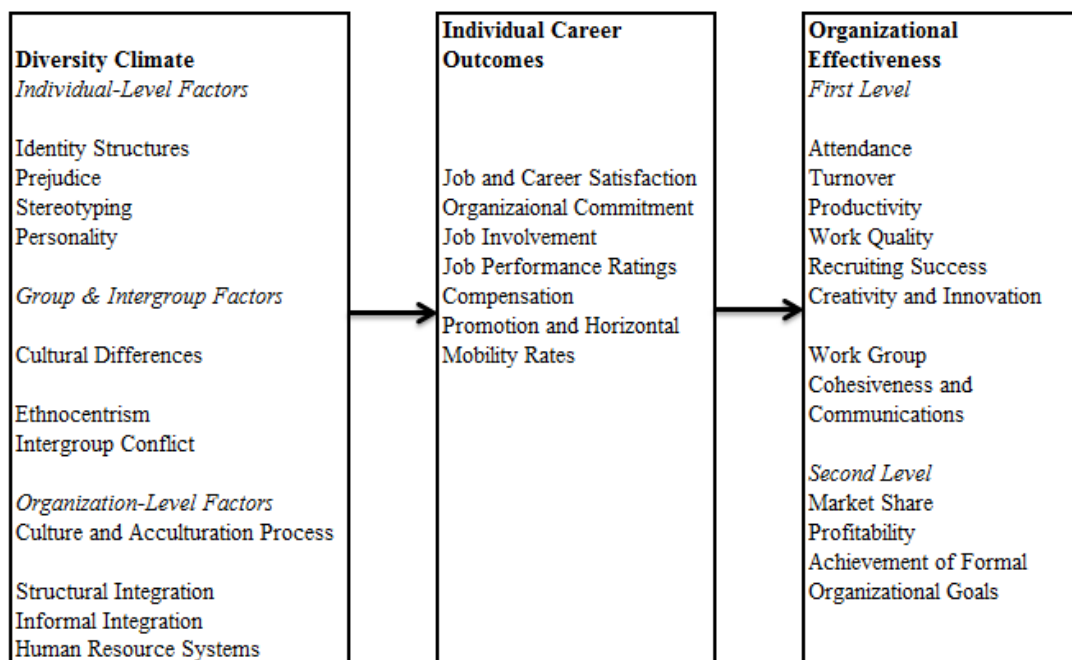 Diversity Climate
Individual-Level Factors
Identity Structures
Prejudice
Stereotyping
Personality
Group & Intergroup Factors
Cultural Differences
Ethnocentrism
Intergroup Conflict
Organization-Level Factors
Culture and Acculturation Process
Structural Integration
Informal Integration
Human Resource Systems
Individual Career
Outcomes
Job and Career Satisfaction
Organizaional Commitment
Job Involvement
Job Performance Ratings
Compensation
Promotion and Horizontal
Mobility Rates
Organizational
Effectiveness
First Level
Attendance
Turnover
Productivity
Work Quality
Recruiting Success
Creativity and Innovation
Work Group
Cohesiveness and
Communications
Second Level
Market Share
Profitability
Achievement of Formal
Organizational Goals